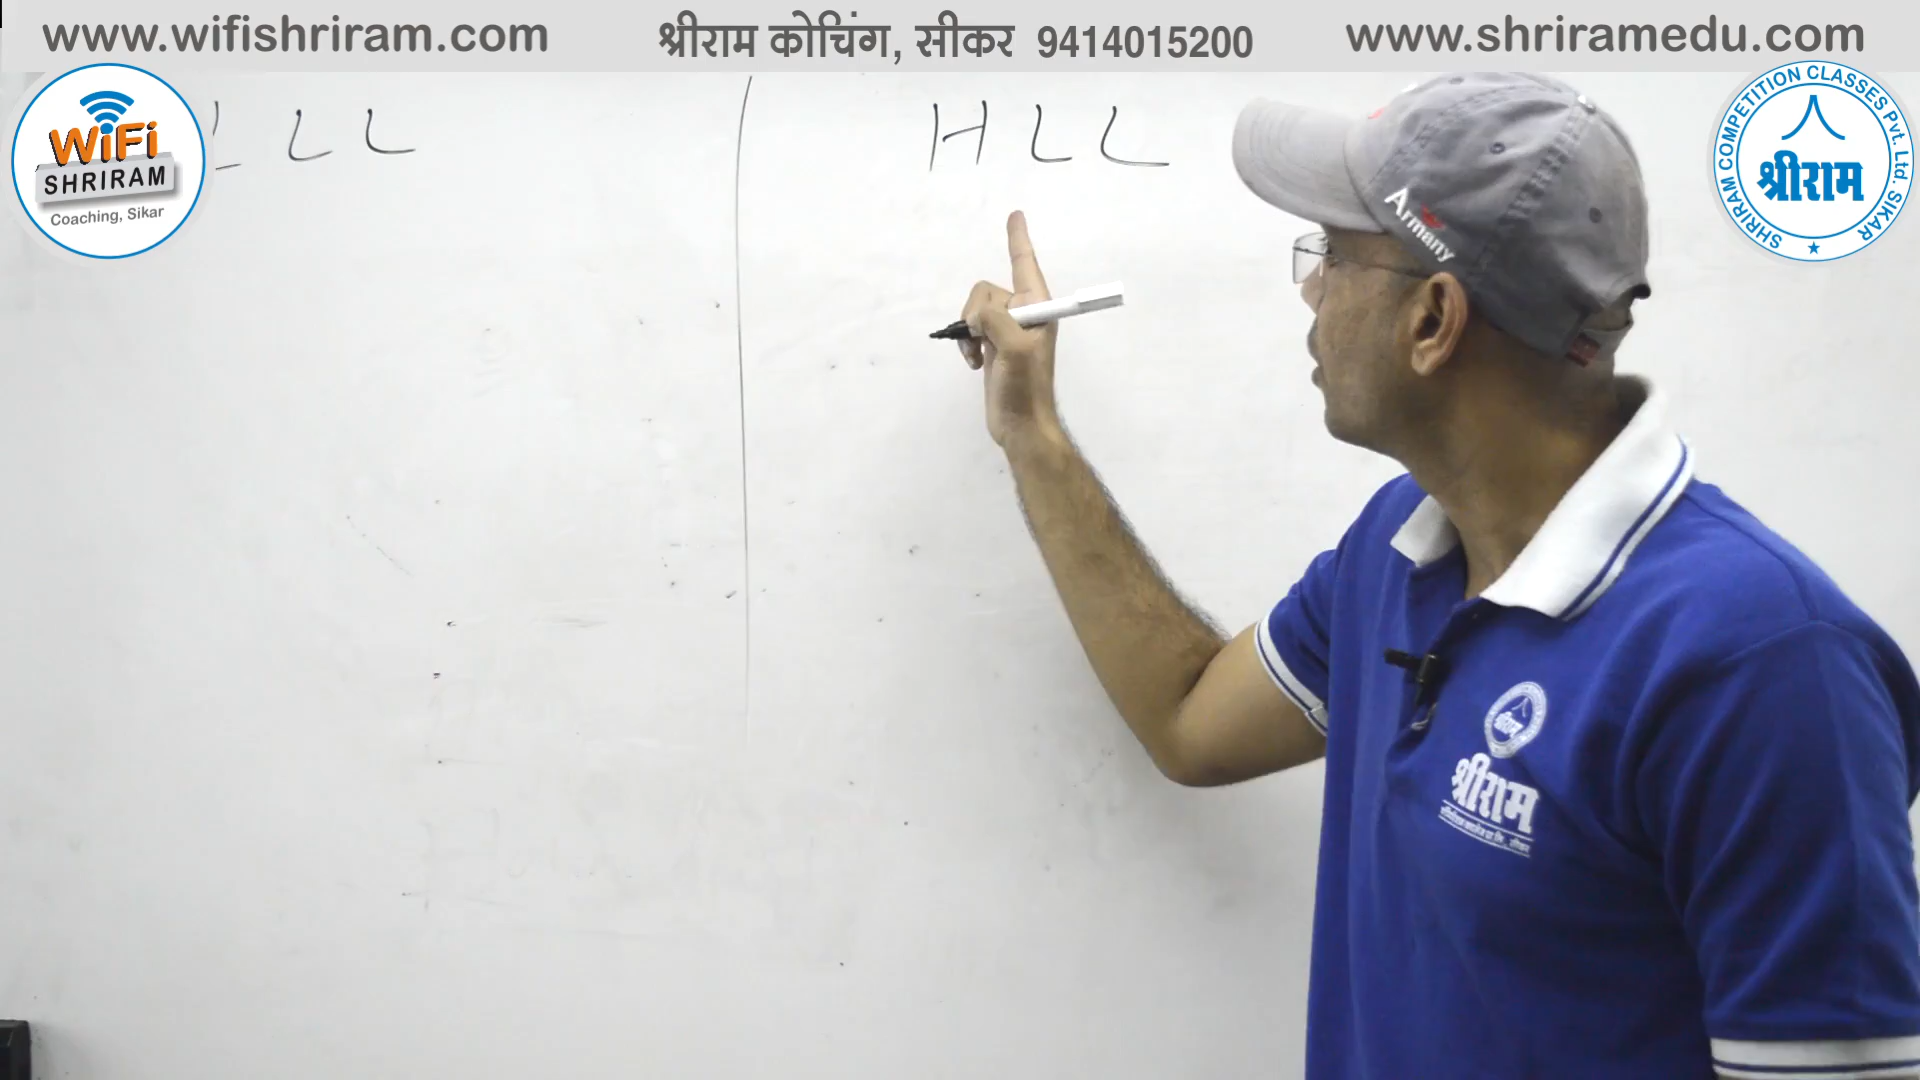 www.wifishriram.com श्रीराम कोचिंग, सीकर 9414015200 www.shriramedu.com
WiFi
SHRIRAM
Coaching, Sikar
L L L
H L L
SHRIRAM COMPETITION CLASSES Pvt. Ltd. SIKAR
श्रीराम
Armany
श्रीराम
श्रीराम